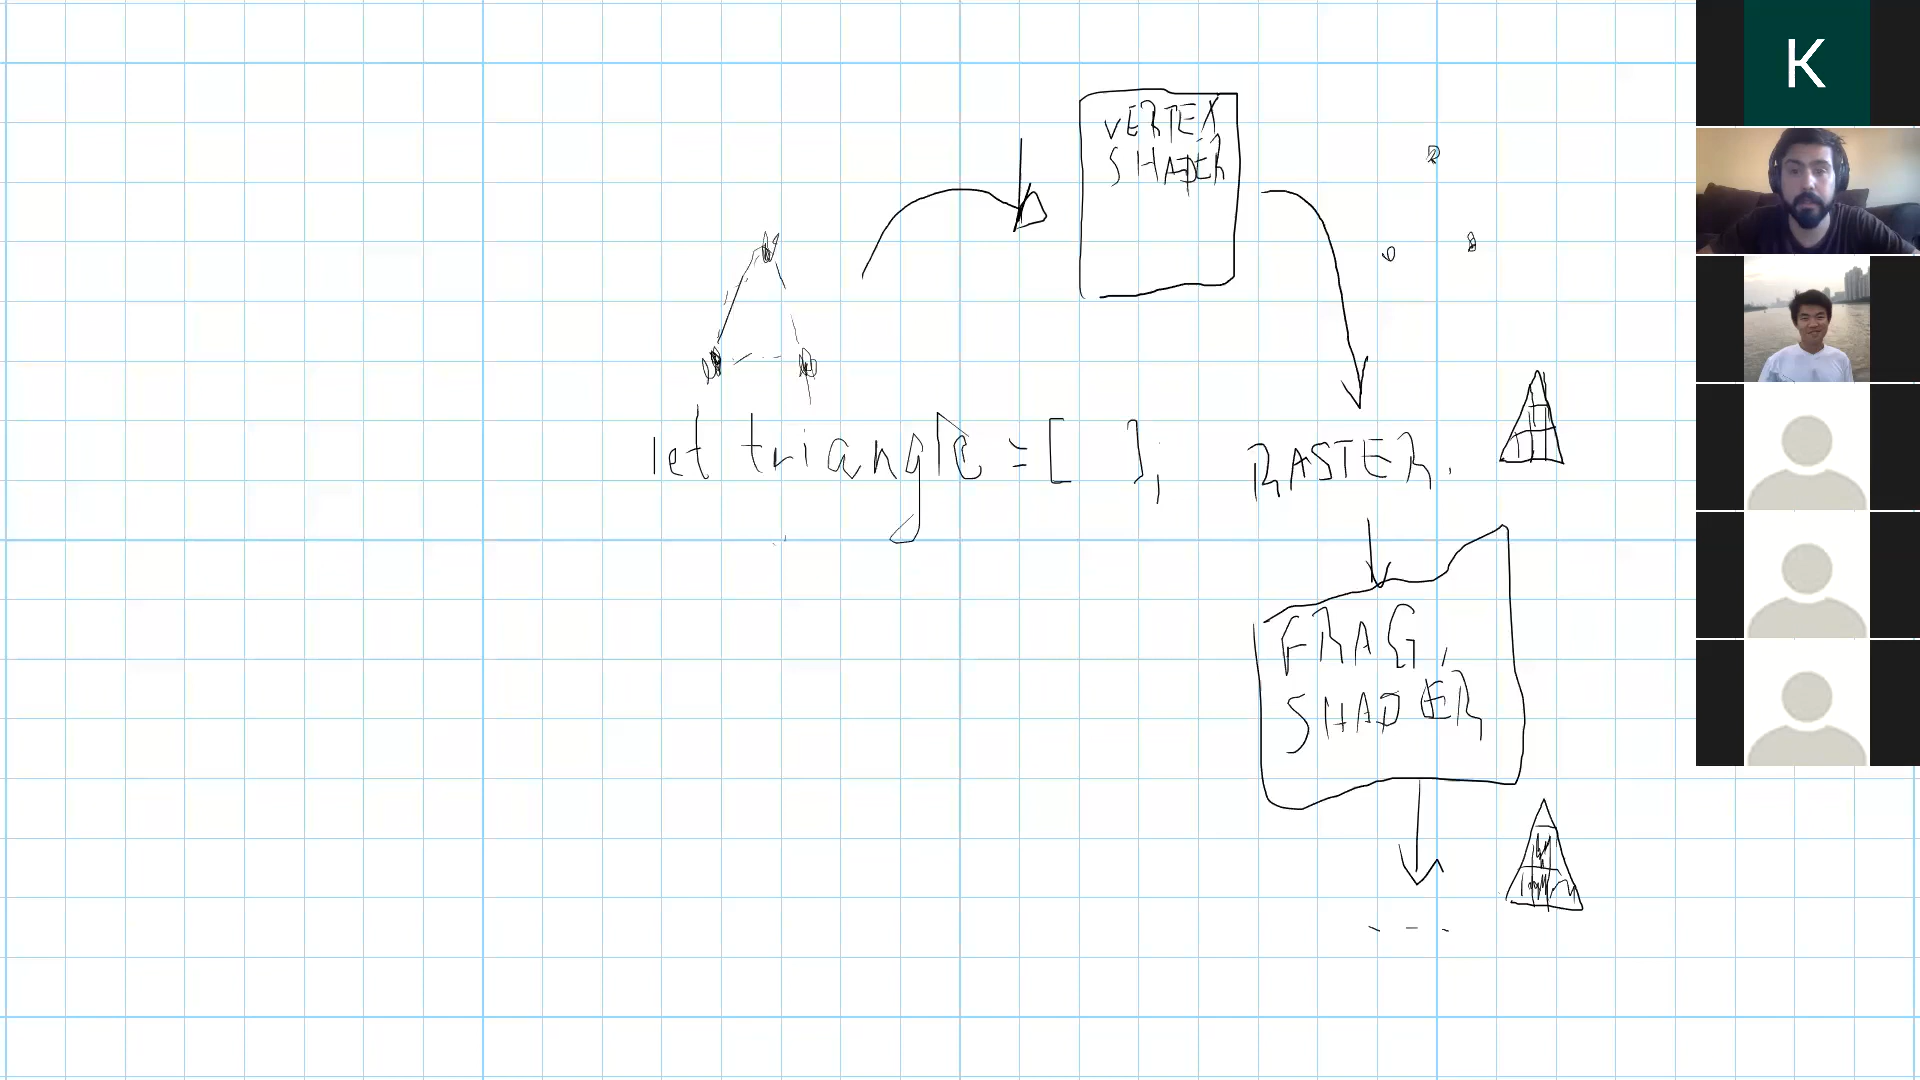 K
VERTEX
SHADER
let triangle = [ ];
RASTER.
FRAG.
SHADER
...